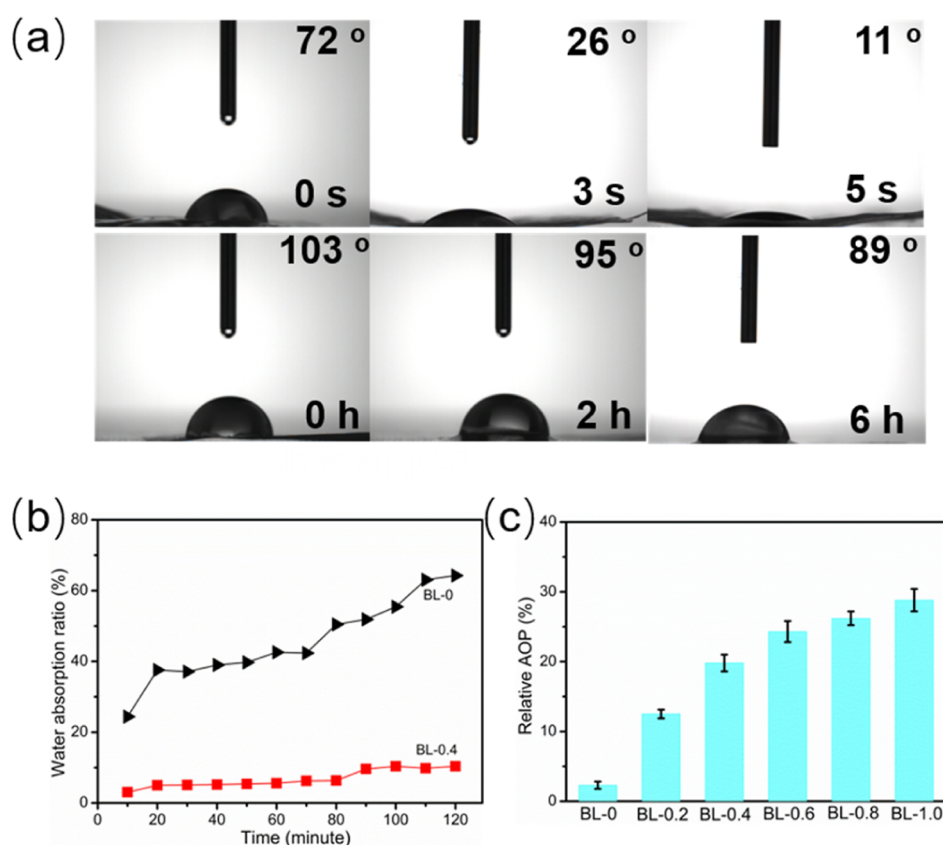 (a)
72 o
26 o
11 o
0 s
3 s
5 s
103 o
95 o
89 o
0 h
2 h
6 h
(b)
80
60
40
20
0
Water absorption ratio (%)
BL-0
BL-0.4
0 20 40 60 80 100 120
Time (minute)
(c)
40
30
20
10
0
Relative AOP (%)
BL-0 BL-0.2 BL-0.4 BL-0.6 BL-0.8 BL-1.0